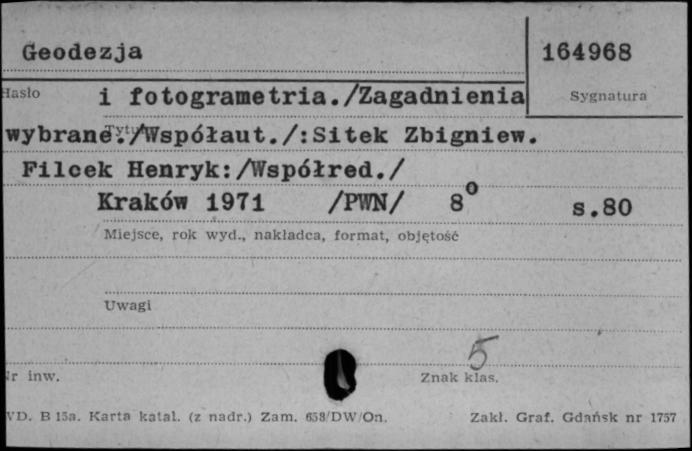 Geodezja
164968
Hasło i fotogrametria./Zagadnienia
Sygnatura
wybrane./Współaut./:Sitek Zbigniew.
Tytuł
Filcek Henryk:/Współred./
Kraków 1971 /PWN/ 8o s.80
Miejsce, rok wyd., nakładca, format, objętość
Uwagi
5
Nr inw.
Znak klas.
WD. B 15a. Karta katal. (z nadr.) Zam. 658/DW/On. Zakł. Graf. Gdańsk nr 1757